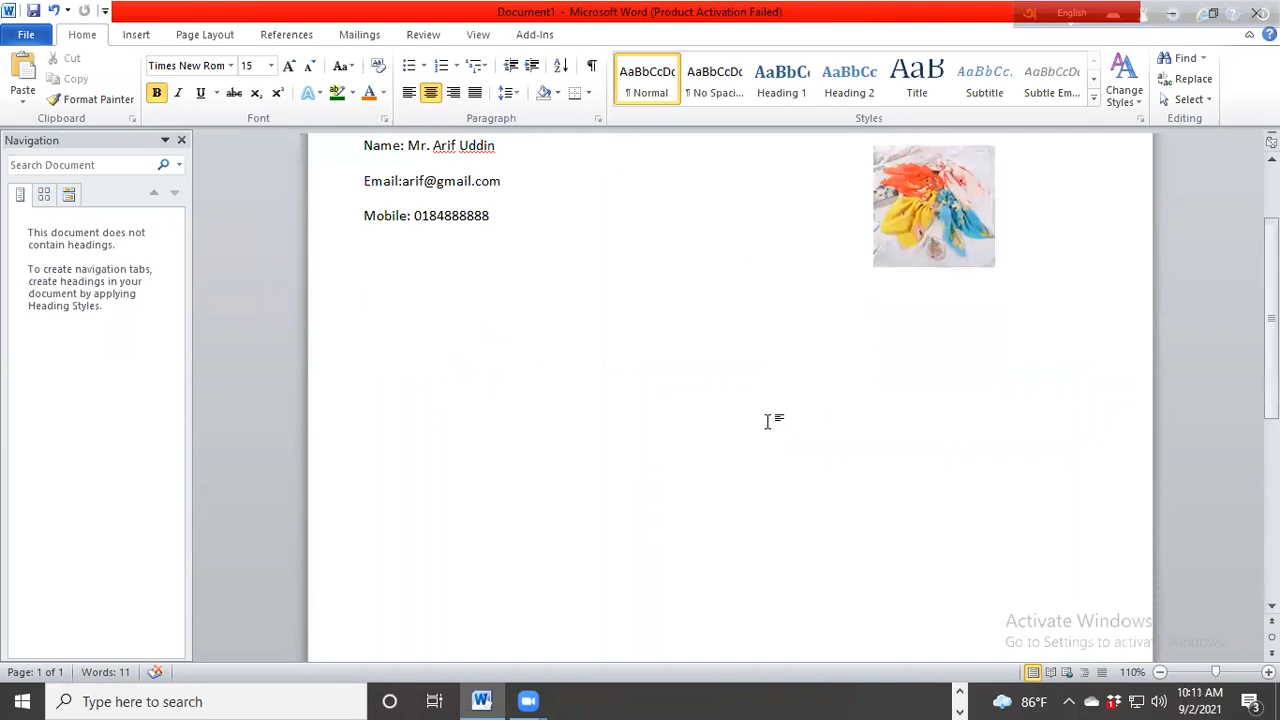 Document1 - Microsoft Word (Product Activation Failed)
English
File Home Insert Page Layout References Mailings Review View Add-Ins
Paste
Cut
Copy
Format Painter
Clipboard
Times New Rom 15
Font
Paragraph
AaBbCcDc AaBbCcDc AaBbCc AaBbCc AaB AaBbCc. AaBbCcDc
¶ Normal ¶ No Spaci... Heading 1 Heading 2 Title Subtitle Subtle Em...
Change
Styles
Styles
Find
Replace
Select
Editing
Navigation
Search Document
This document does not
contain headings.
To create navigation tabs,
create headings in your
document by applying
Heading Styles.
Name: Mr. Arif Uddin
Email:arif@gmail.com
Mobile: 0184888888
Activate Windows
Go to Settings to activate Windows.
Page: 1 of 1 Words: 11
110%
Type here to search
86°F
10:11 AM
9/2/2021
3